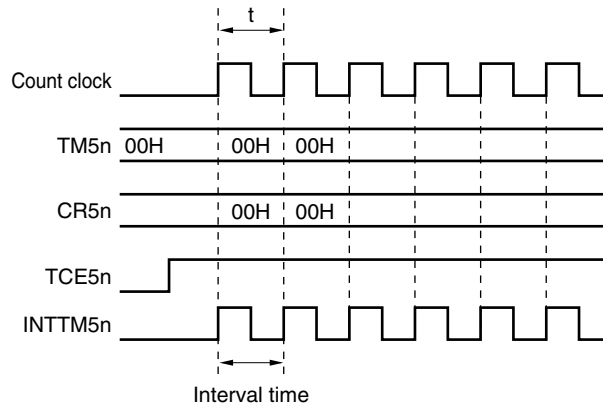 t
Count clock
TM5n 00H 00H 00H
CR5n 00H 00H
TCE5n
INTTM5n
Interval time